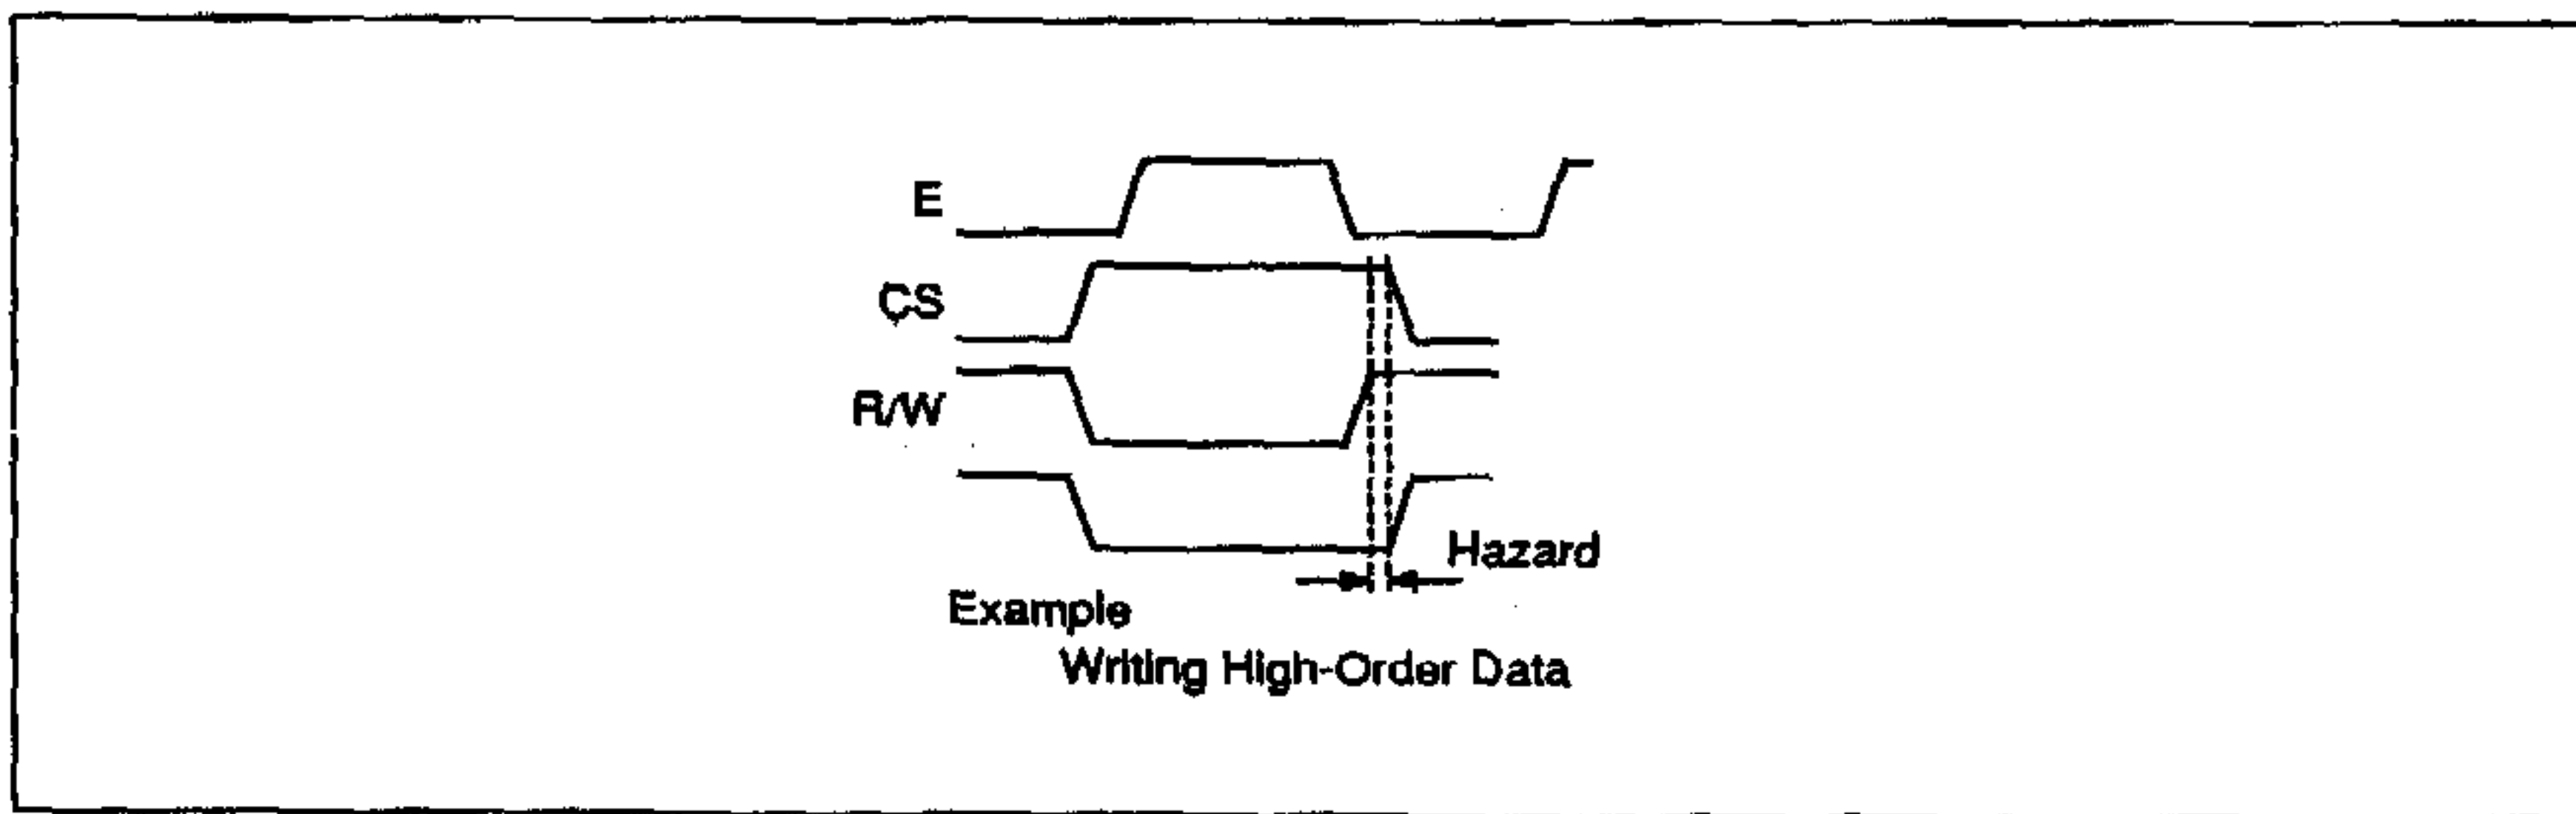 E
CS
R/W
Hazard
Example
Writing High-Order Data